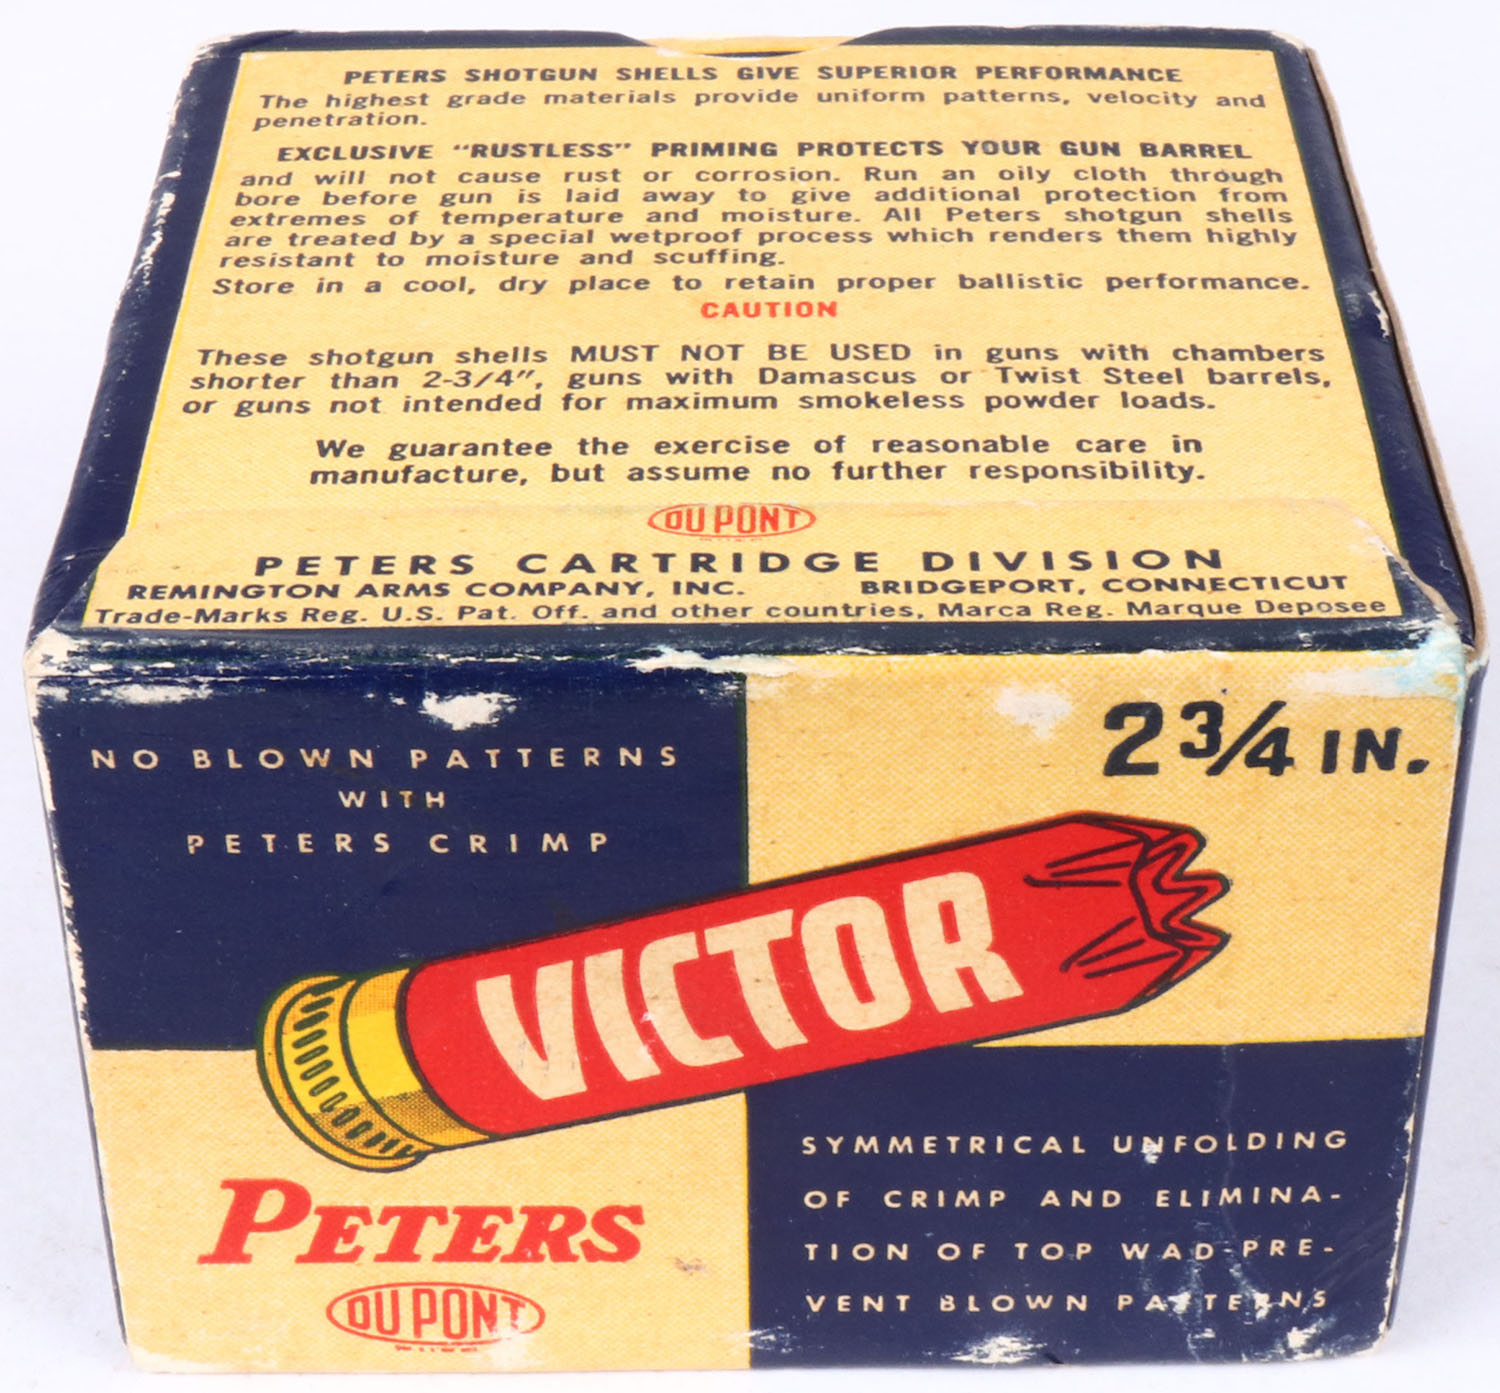 PETERS SHOTGUN SHELLS GIVE SUPERIOR PERFORMANCE
The highest grade materials provide uniform patterns, velocity and
penetration.
EXCLUSIVE "RUSTLESS" PRIMING PROTECTS YOUR GUN BARREL
and will not cause rust or corrosion. Run an oily cloth through
bore before gun is laid away to give additional protection from
extremes of temperature and moisture. All Peters shotgun shells
are treated by a special wetproof process which renders them highly
resistant to moisture and scuffing.
Store in a cool, dry place to retain proper ballistic performance.
CAUTION
These shotgun shells MUST NOT BE USED in guns with chambers
shorter than 2-3/4", guns with Damascus or Twist Steel barrels,
or guns not intended for maximum smokeless powder loads.
We guarantee the exercise of reasonable care in
manufacture, but assume no further responsibility.
DU PONT
PETERS CARTRIDGE DIVISION
REMINGTON ARMS COMPANY, INC. BRIDGEPORT, CONNECTICUT
Trade-Marks Reg. U.S. Pat. Off. and other countries, Marca Reg. Marque Deposee
2 3/4 IN.
NO BLOWN PATTERNS
WITH
PETERS CRIMP
VICTOR
PETERS
DU PONT
SYMMETRICAL UNFOLDING
OF CRIMP AND ELIMINA-
TION OF TOP WAD-PRE-
VENT BLOWN PATTERNS